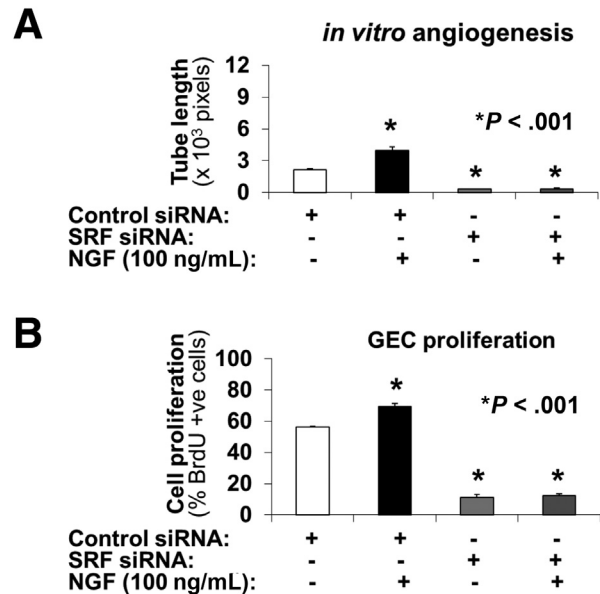 A
in vitro angiogenesis
Tube length
(x 10³ pixels)
12
9
6
3
0
*
*
*
*P < .001
Control siRNA: + + - -
SRF siRNA: - - + +
NGF (100 ng/mL): - + - +
B
GEC proliferation
Cell proliferation
(% BrdU +ve cells)
100
80
60
40
20
0
*
*
*
*P < .001
Control siRNA: + + - -
SRF siRNA: - - + +
NGF (100 ng/mL): - + - +